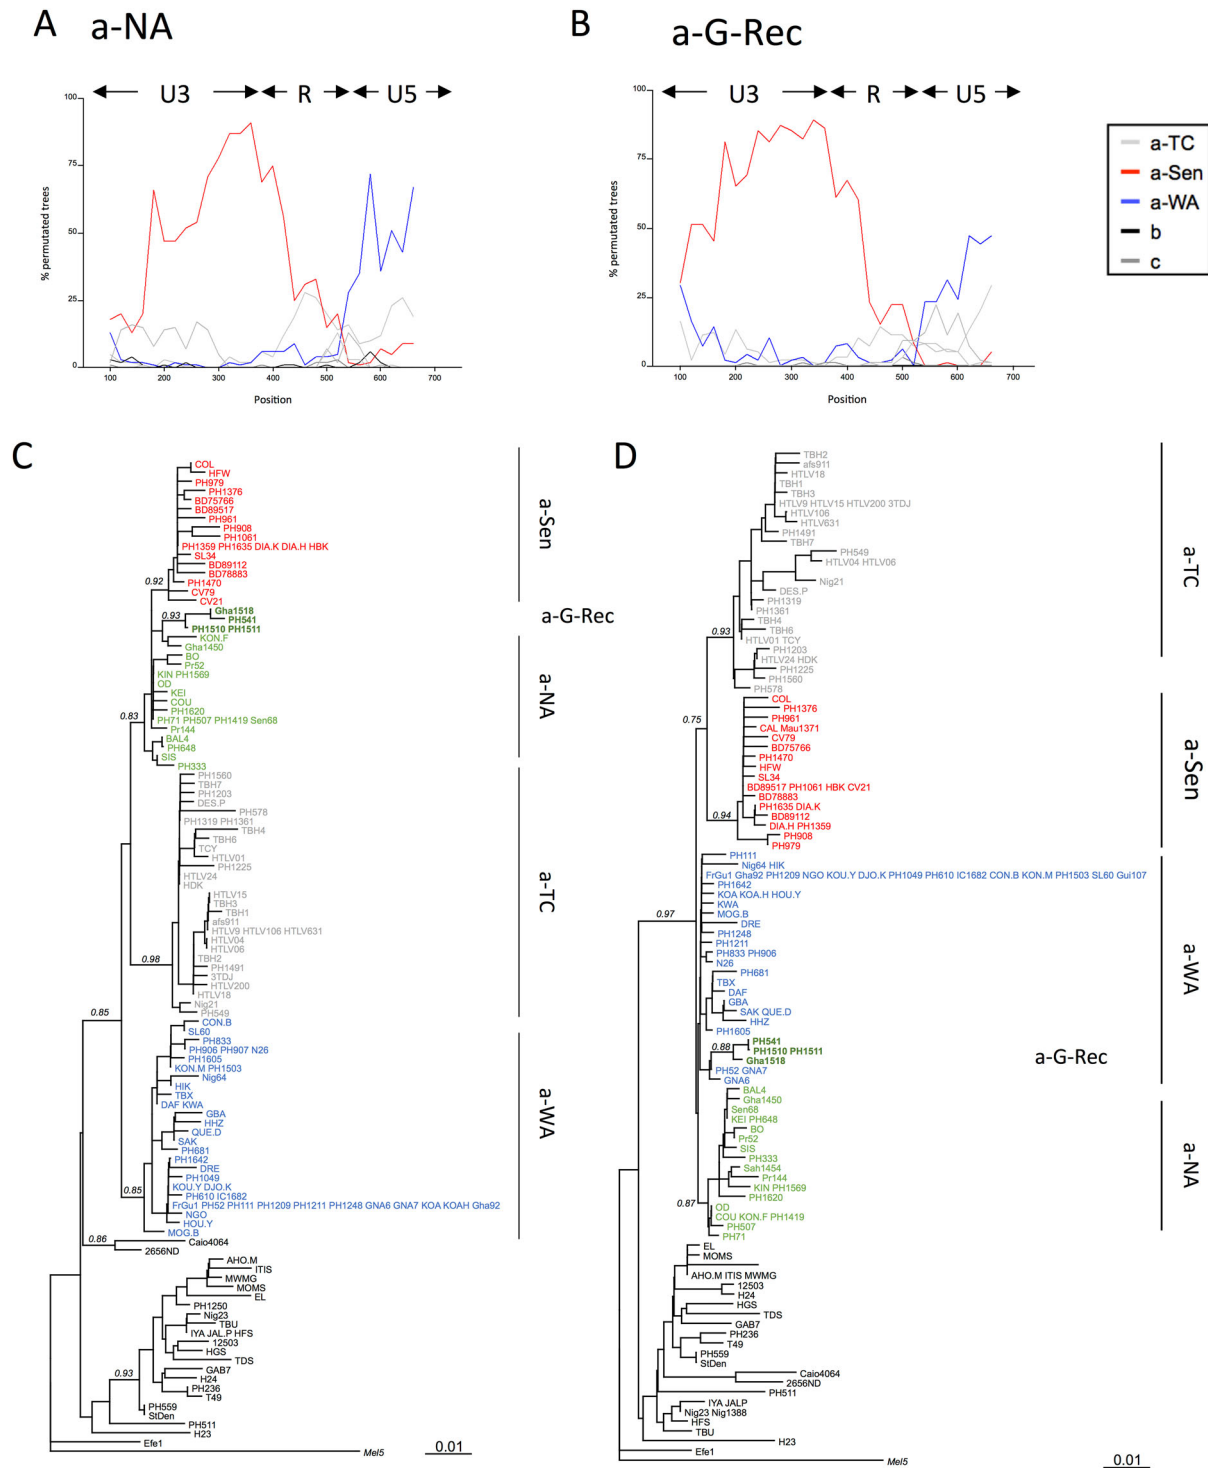 A a-NA
U3 R U5
100
75
50
25
0
% permutated trees
100 200 300 400 500 600 700
Position
B a-G-Rec
U3 R U5
100
75
50
25
0
% permutated trees
100 200 300 400 500 600 700
Position
a-TC
a-Sen
a-WA
b
c
C
COL
HFW
PH979
PH1376
BD75766
BD89517
PH961
PH908
PH1061
PH1359 PH1635 DIA.K DIA.H HBK
SL34
BD89112
BD78883
PH1470
0.92
CV79
CV21
0.93
Gha1518
PH541
PH1510 PH1511
KON.F
Gha1450
BO
Pr52
KIN PH1569
OD
KEI
COU
PH1620
PH71 PH507 PH1419 Sen68
0.83
Pr144
BAL4
PH648
SIS
PH333
PH1560
TBH7
PH1203
DES.P
PH578
PH1319 PH1361
TBH4
TBH6
TCY
HTLV01
PH1225
HTLV24
HDK
HTLV15
TBH3
TBH1
afs911
HTLV9 HTLV106 HTLV631
HTLV04
HTLV06
TBH2
0.98
PH1491
3TDJ
HTLV200
HTLV18
Nig21
PH549
0.85
CON.B
SL60
PH833
PH906 PH907 N26
PH1605
KON.M PH1503
Nig64
HIK
TBX
DAF KWA
GBA
HHZ
QUE.D
SAK
PH681
PH1642
DRE
PH1049
KOU.Y DJO.K
PH610 IC1682
0.85
FrGu1 PH52 PH111 PH1209 PH1211 PH1248 GNA6 GNA7 KOA KOAH Gha92
NGO
HOU.Y
MOG.B
0.86
Caio4064
2656ND
AHO.M
ITIS
MWMG
MOMS
EL
PH1250
Nig23
TBU
IYA JAL.P HFS
12503
HGS
TDS
GAB7
0.93
H24
PH236
T49
PH559
StDen
PH511
H23
Efe1
Mel5
0.01
a-Sen
a-G-Rec
a-NA
a-TC
a-WA
D
TBH2
afs911
HTLV18
TBH1
TBH3
HTLV9 HTLV15 HTLV200 3TDJ
HTLV106
HTLV631
PH1491
TBH7
PH549
HTLV04 HTLV06
Nig21
DES.P
PH1319
PH1361
TBH4
0.93
TBH6
HTLV01 TCY
PH1203
HTLV24 HDK
PH1225
PH1560
PH578
COL
PH1376
PH961
0.75
CAL Mau1371
CV79
BD75766
PH1470
HFW
SL34
BD89517 PH1061 HBK CV21
BD78883
PH1635 DIA.K
BD89112
0.94
DIA.H PH1359
PH908
PH979
PH111
Nig64 HIK
FrGu1 Gha92 PH1209 NGO KOU.Y DJO.K PH1049 PH610 IC1682 CON.B KON.M PH1503 SL60 Gui107
PH1642
KOA KOA.H HOU.Y
KWA
MOG.B
0.97
DRE
PH1248
PH1211
PH833 PH906
N26
PH681
TBX
DAF
GBA
SAK QUE.D
HHZ
PH1605
PH541
0.88
PH1510 PH1511
Gha1518
PH52 GNA7
GNA6
BAL4
Gha1450
Sen68
KEI PH648
BO
Pr52
SIS
PH333
Sah1454
Pr144
KIN PH1569
PH1620
0.87
OD
COU KON.F PH1419
PH507
PH71
EL
MOMS
AHO.M ITIS MWMG
12503
H24
HGS
TDS
GAB7
PH236
T49
PH559
StDen
Caio4064
2656ND
PH511
IYA JALP
Nig23 Nig1388
HFS
TBU
H23
Efe1
Mel5
0.01
a-TC
a-Sen
a-WA
a-G-Rec
a-NA